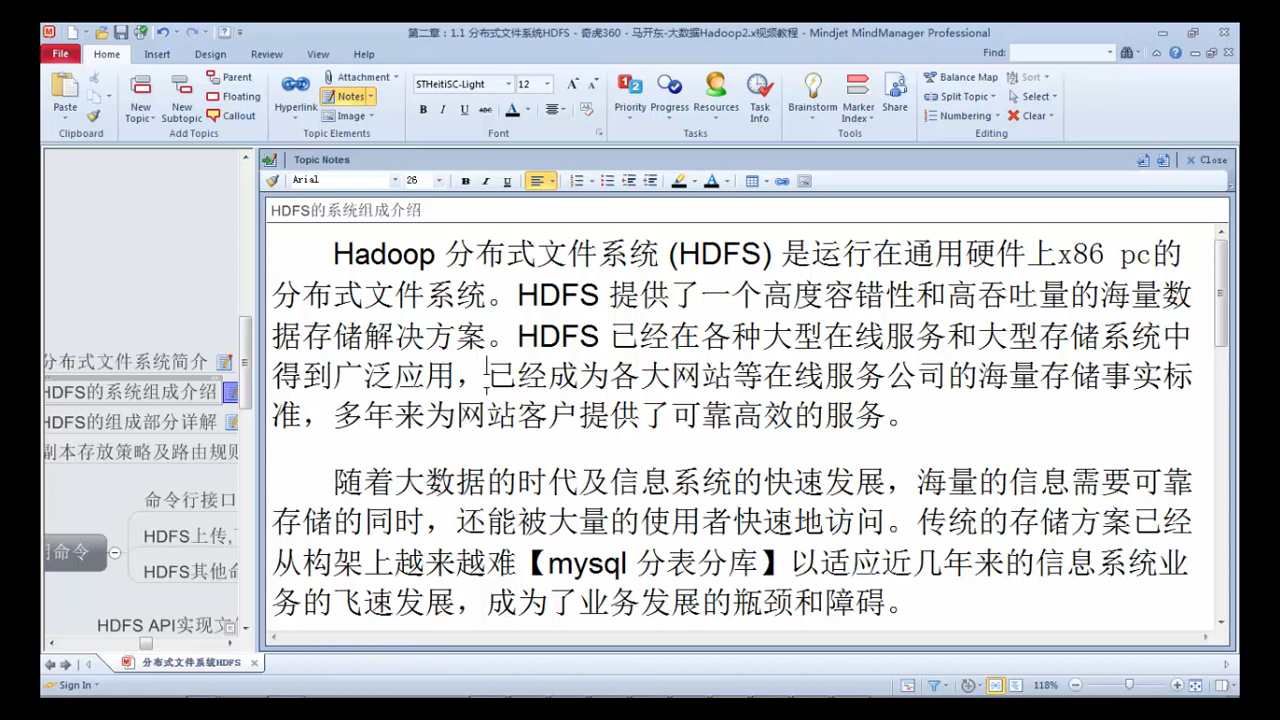 第二章：1.1 分布式文件系统HDFS - 奇虎360 - 马开东-大数据Hadoop2.x视频教程 - Mindjet MindManager Professional
File Home Insert Design Review View Help Find:
Paste
Clipboard
New Topic
New Subtopic
Parent
Floating
Callout
Add Topics
Hyperlink
Attachment
Notes
Image
Topic Elements
STHeitiSC-Light 12
B I U abc A
Font
Priority Progress Resources Task Info
Tasks
Brainstorm Marker Index Share
Tools
Balance Map Sort
Split Topic Select
Numbering Clear
Editing
Topic Notes Close
Arial 26 B I U A
HDFS的系统组成介绍
Hadoop 分布式文件系统 (HDFS) 是运行在通用硬件上x86 pc的
分布式文件系统。HDFS 提供了一个高度容错性和高吞吐量的海量数
据存储解决方案。HDFS 已经在各种大型在线服务和大型存储系统中
得到广泛应用，已经成为各大网站等在线服务公司的海量存储事实标
准，多年来为网站客户提供了可靠高效的服务。
随着大数据的时代及信息系统的快速发展，海量的信息需要可靠
存储的同时，还能被大量的使用者快速地访问。传统的存储方案已经
从构架上越来越难【mysql 分表分库】以适应近几年来的信息系统业
务的飞速发展，成为了业务发展的瓶颈和障碍。
分布式文件系统简介
HDFS的系统组成介绍
HDFS的组成部分详解
副本存放策略及路由规则
命令行接口
HDFS上传,
用命令
HDFS其他命
HDFS API实现文
分布式文件系统HDFS
Sign In 118%